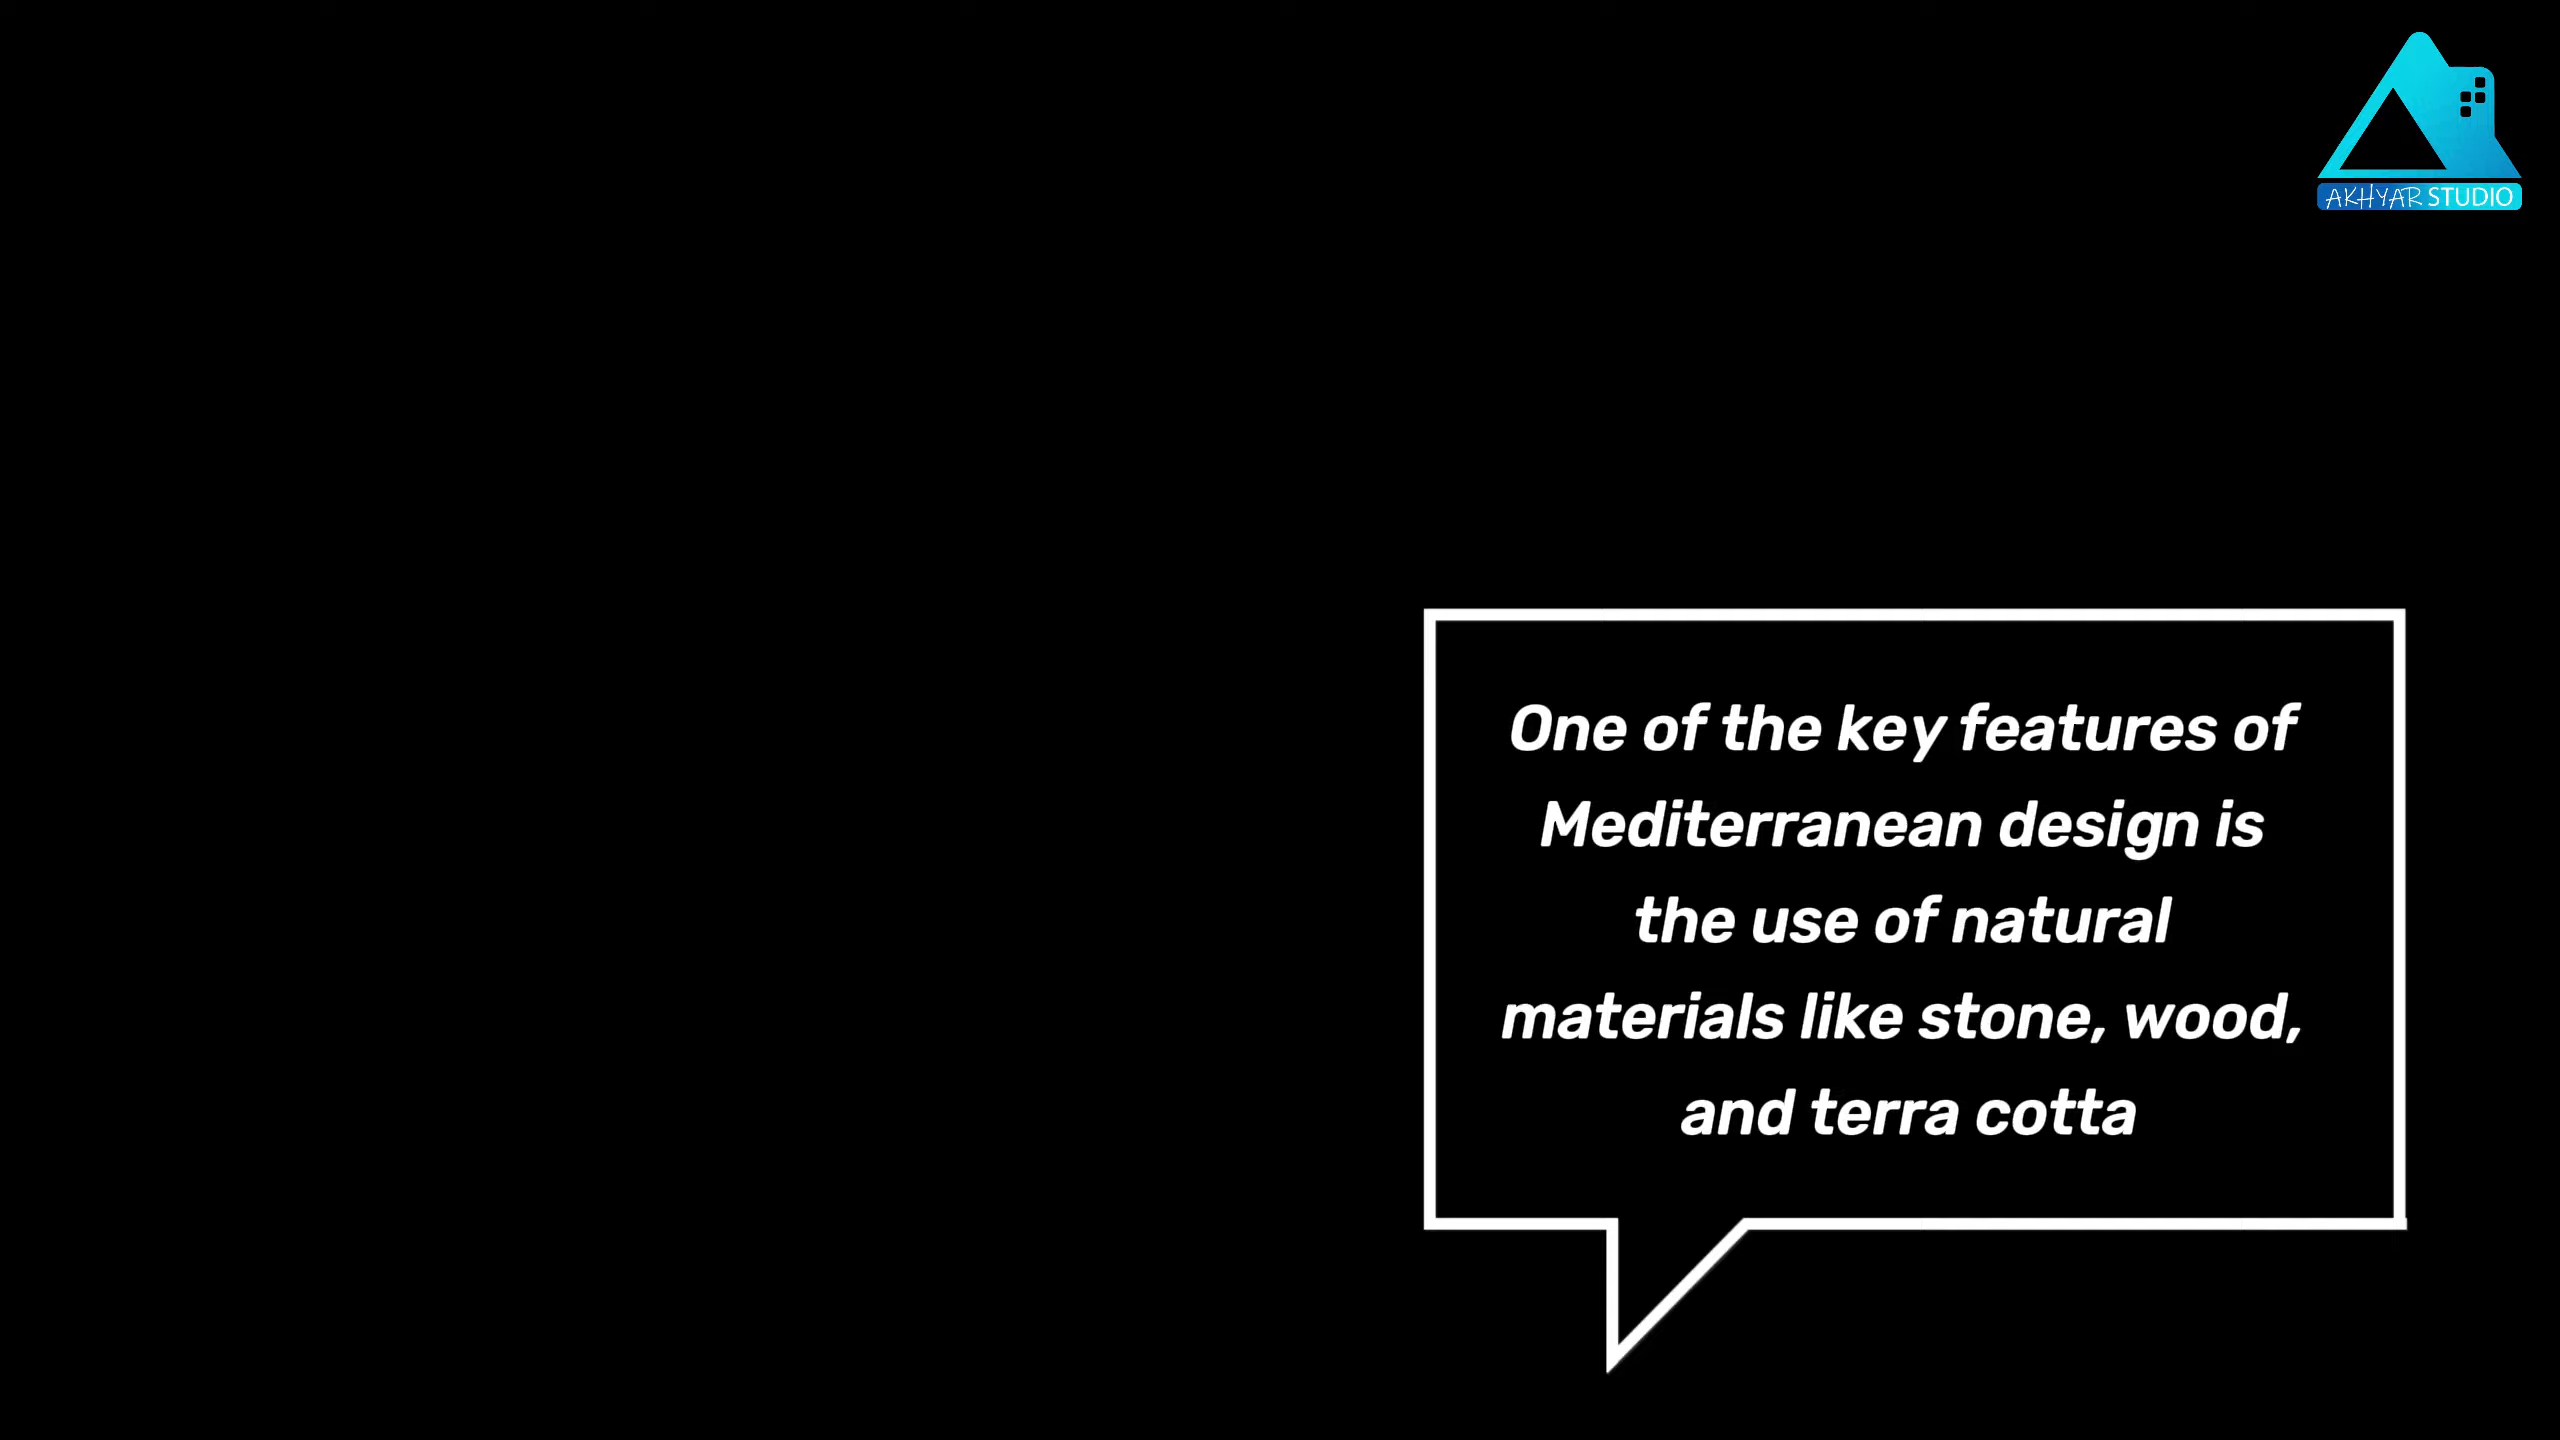 AKHYAR STUDIO
One of the key features of
Mediterranean design is
the use of natural
materials like stone, wood,
and terra cotta